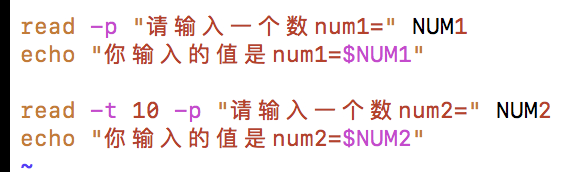 read -p "请输入一个数num1=" NUM1
echo "你输入的值是num1=$NUM1"
read -t 10 -p "请输入一个数num2=" NUM2
echo "你输入的值是num2=$NUM2"
~